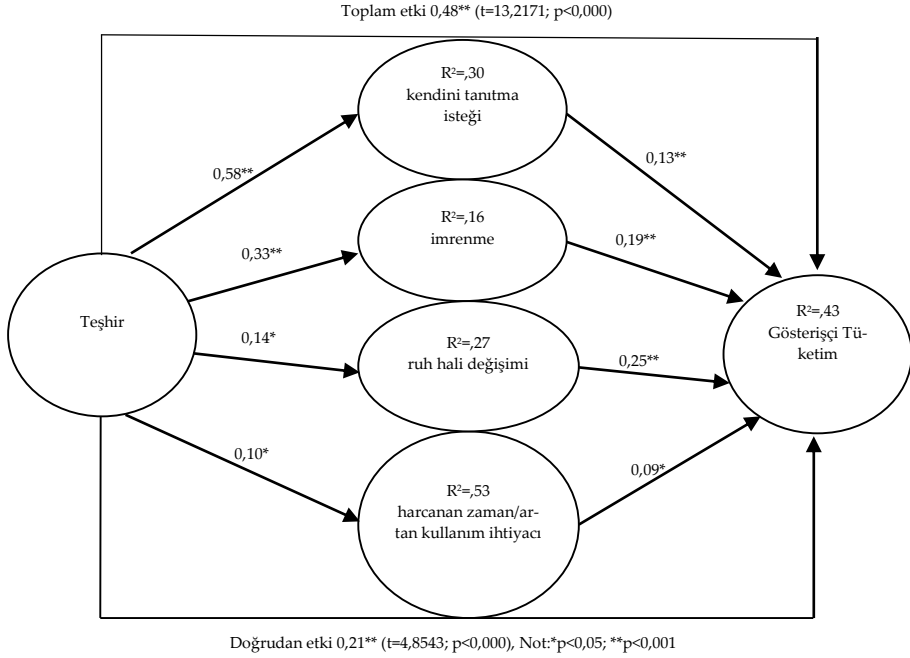 Toplam etki 0,48** (t=13,2171; p<0,000)
R²=,30
kendini tanıtma
isteği
0,58**
0,13**
R²=,16
imrenme
0,33**
0,19**
Teşhir
R²=,43
Gösterişçi Tü-
ketim
0,14*
R²=,27
ruh hali değişimi
0,25**
0,10*
0,09*
R²=,53
harcanan zaman/ar-
tan kullanım ihtiyacı
Doğrudan etki 0,21** (t=4,8543; p<0,000), Not:*p<0,05; **p<0,001